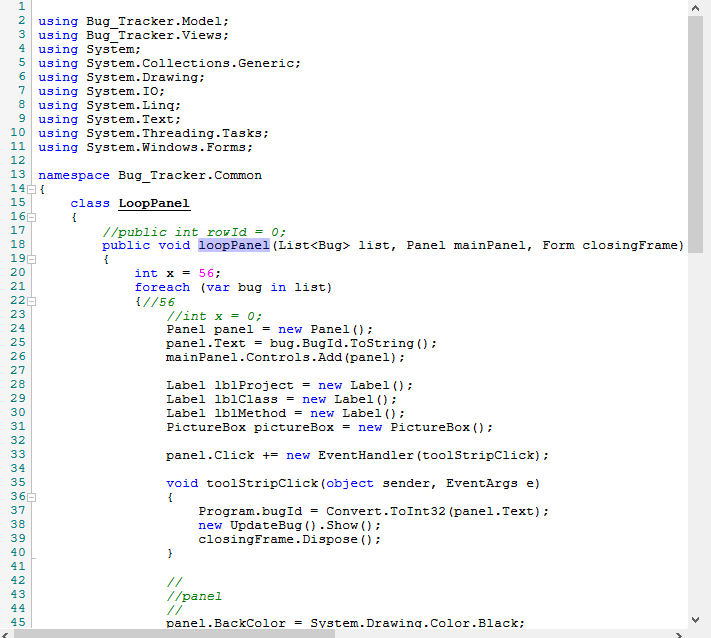 1
2 using Bug_Tracker.Model;
3 using Bug_Tracker.Views;
4 using System;
5 using System.Collections.Generic;
6 using System.Drawing;
7 using System.IO;
8 using System.Linq;
9 using System.Text;
10 using System.Threading.Tasks;
11 using System.Windows.Forms;
12
13 namespace Bug_Tracker.Common
14 {
15     class LoopPanel
16     {
17         //public int rowId = 0;
18         public void loopPanel(List<Bug> list, Panel mainPanel, Form closingFrame)
19         {
20             int x = 56;
21             foreach (var bug in list)
22             {//56
23                 //int x = 0;
24                 Panel panel = new Panel();
25                 panel.Text = bug.BugId.ToString();
26                 mainPanel.Controls.Add(panel);
27
28                 Label lblProject = new Label();
29                 Label lblClass = new Label();
30                 Label lblMethod = new Label();
31                 PictureBox pictureBox = new PictureBox();
32
33                 panel.Click += new EventHandler(toolStripClick);
34
35                 void toolStripClick(object sender, EventArgs e)
36                 {
37                     Program.bugId = Convert.ToInt32(panel.Text);
38                     new UpdateBug().Show();
39                     closingFrame.Dispose();
40                 }
41
42                 //
43                 //panel
44                 //
45                 panel.BackColor = System.Drawing.Color.Black;